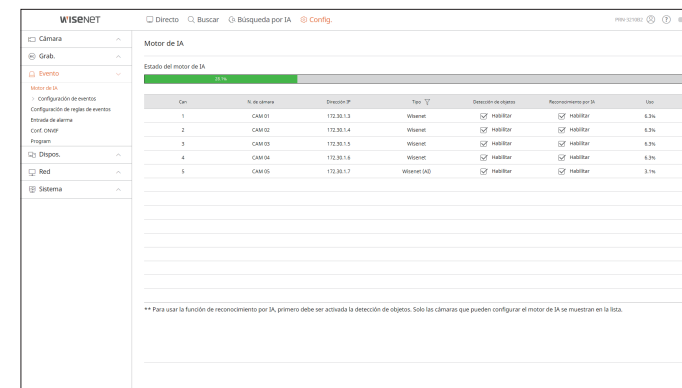 WISENET
Directo Buscar Búsqueda por IA Config. PRN-3210B2
Cámara
Grab.
Evento
Motor de IA
> Configuración de eventos
Configuración de reglas de eventos
Entrada de alarma
Conf. ONVIF
Program
Dispos.
Red
Sistema
Motor de IA
Estado del motor de IA
Can N. de cámara Dirección IP Tipo Detección de objetos Reconocimiento por IA Uso
1 CAM 01 172.30.1.3 Wisenet Habilitar Habilitar 6.3%
2 CAM 02 172.30.1.4 Wisenet Habilitar Habilitar 6.3%
3 CAM 03 172.30.1.5 Wisenet Habilitar Habilitar 6.3%
4 CAM 04 172.30.1.6 Wisenet Habilitar Habilitar 6.3%
5 CAM 05 172.30.1.7 Wisenet (AI) Habilitar Habilitar 3.1%
** Para usar la función de reconocimiento por IA, primero debe ser activada la detección de objetos. Solo las cámaras que pueden configurar el motor de IA se muestran en la lista.